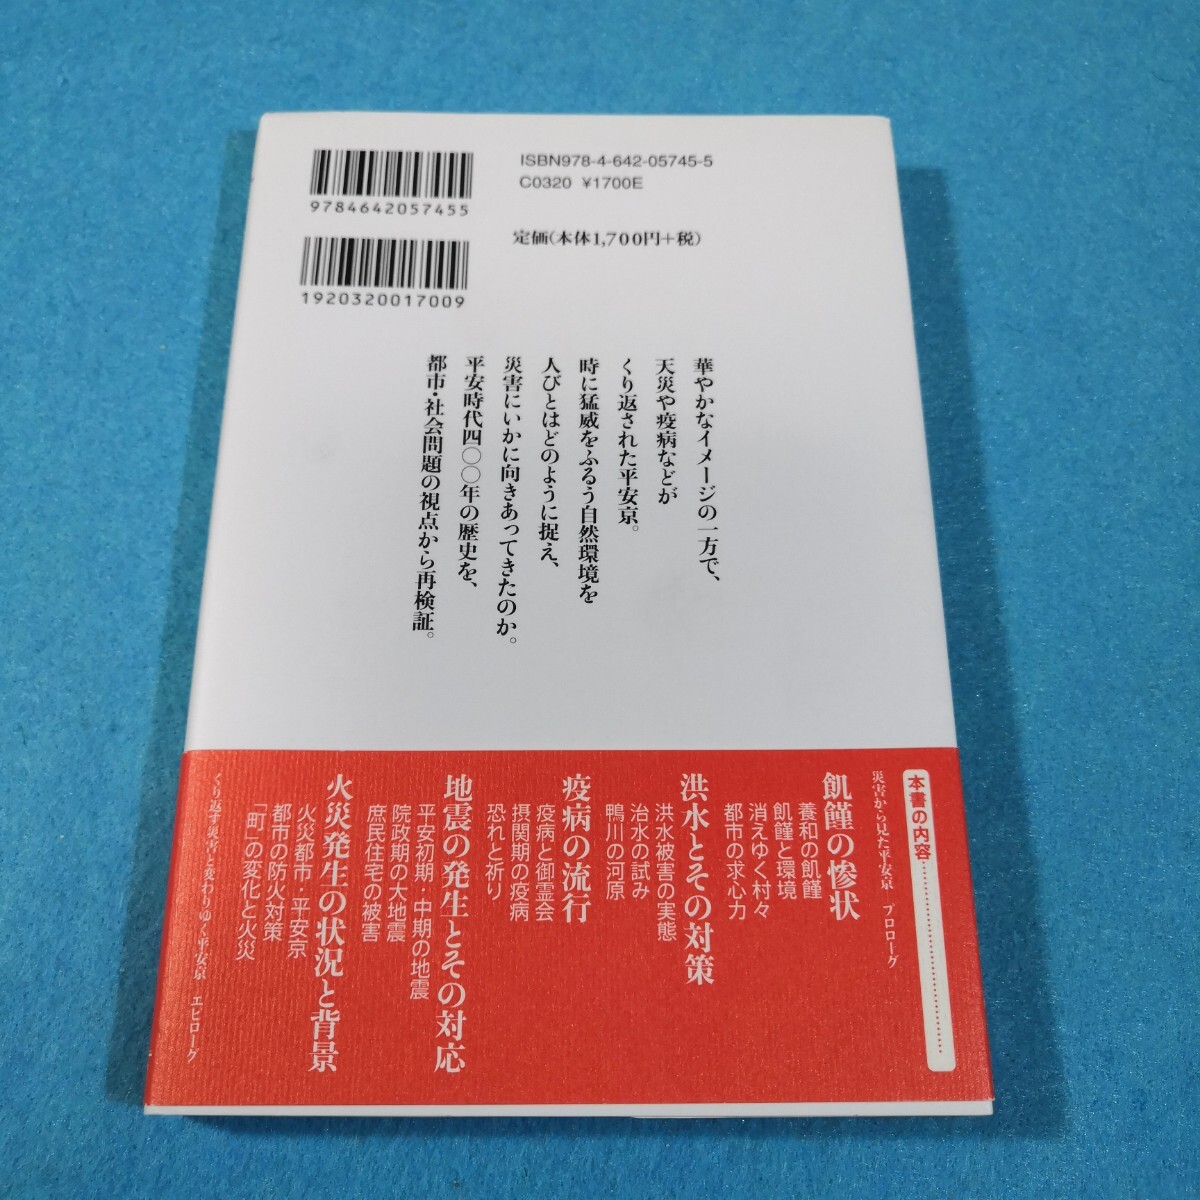 ISBN978-4-642-05745-5
C0320 ¥1700E
9784642057455
定価(本体1,700円+税)
1920320017009
華やかなイメージの一方で、
天災や疫病などが
くり返された平安京。
時に猛威をふるう自然環境を
人びとはどのように捉え、
災害にいかに向きあってきたのか。
平安時代四〇〇年の歴史を、
都市・社会問題の視点から再検証。
本書の内容
災害から見た平安京 プロローグ
飢饉の惨状
養和の飢饉
飢饉と環境
消えゆく村々
都市の求心力
洪水とその対策
洪水被害の実態
治水の試み
鴨川の河原
疫病の流行
疫病と御霊会
摂関期の疫病
恐れと祈り
地震の発生とその対応
平安初期・中期の地震
院政期の大地震
庶民住宅の被害
火災発生の状況と背景
火災都市・平安京
都市の防火対策
「町」の変化と火災
くり返す災害と変わりゆく平安京 エピローグ